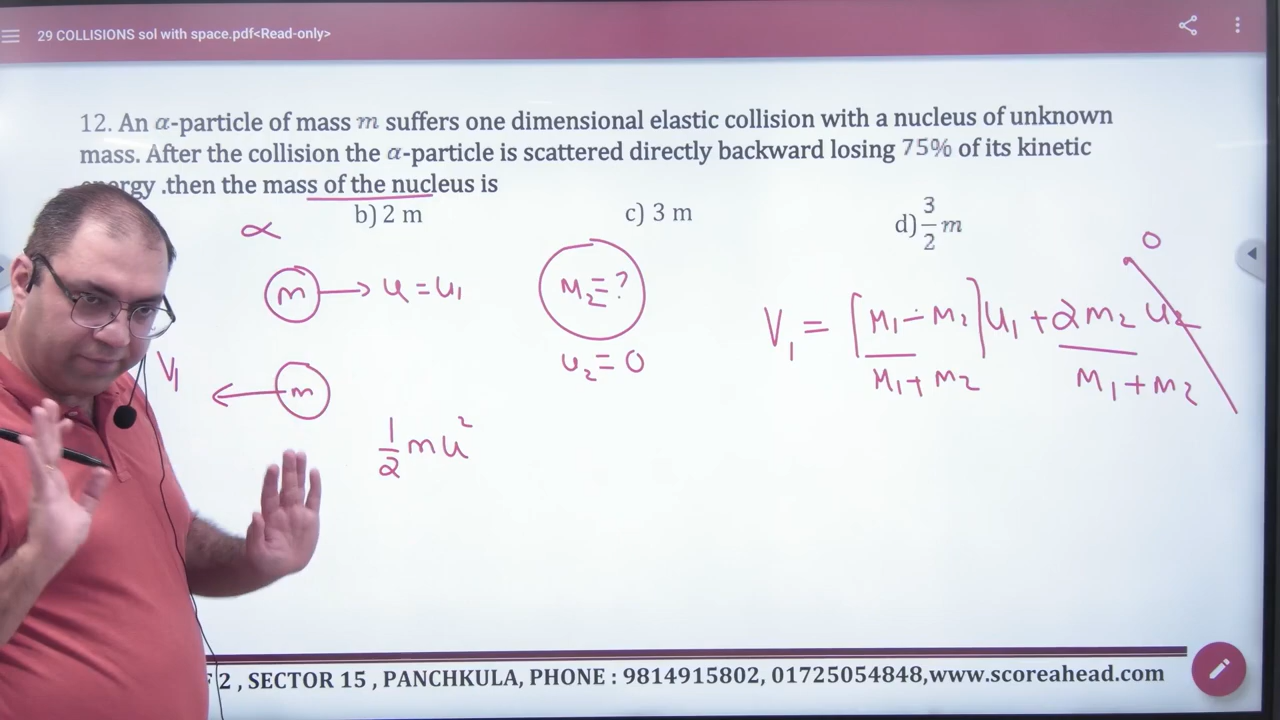 29 COLLISIONS sol with space.pdf<Read-only>
12. An α-particle of mass m suffers one dimensional elastic collision with a nucleus of unknown
mass. After the collision the α-particle is scattered directly backward losing 75% of its kinetic
energy .then the mass of the nucleus is
b) 2 m c) 3 m d) 3/2 m
α
m → u = u₁
M₂ = ?
u₂ = 0
V₁ = [M₁ - M₂ / M₁ + M₂] u₁ + 2m₂u₂ / M₁ + M₂
0
V₁
m
1/2 mu²
2 , SECTOR 15 , PANCHKULA, PHONE : 9814915802, 01725054848,www.scoreahead.com